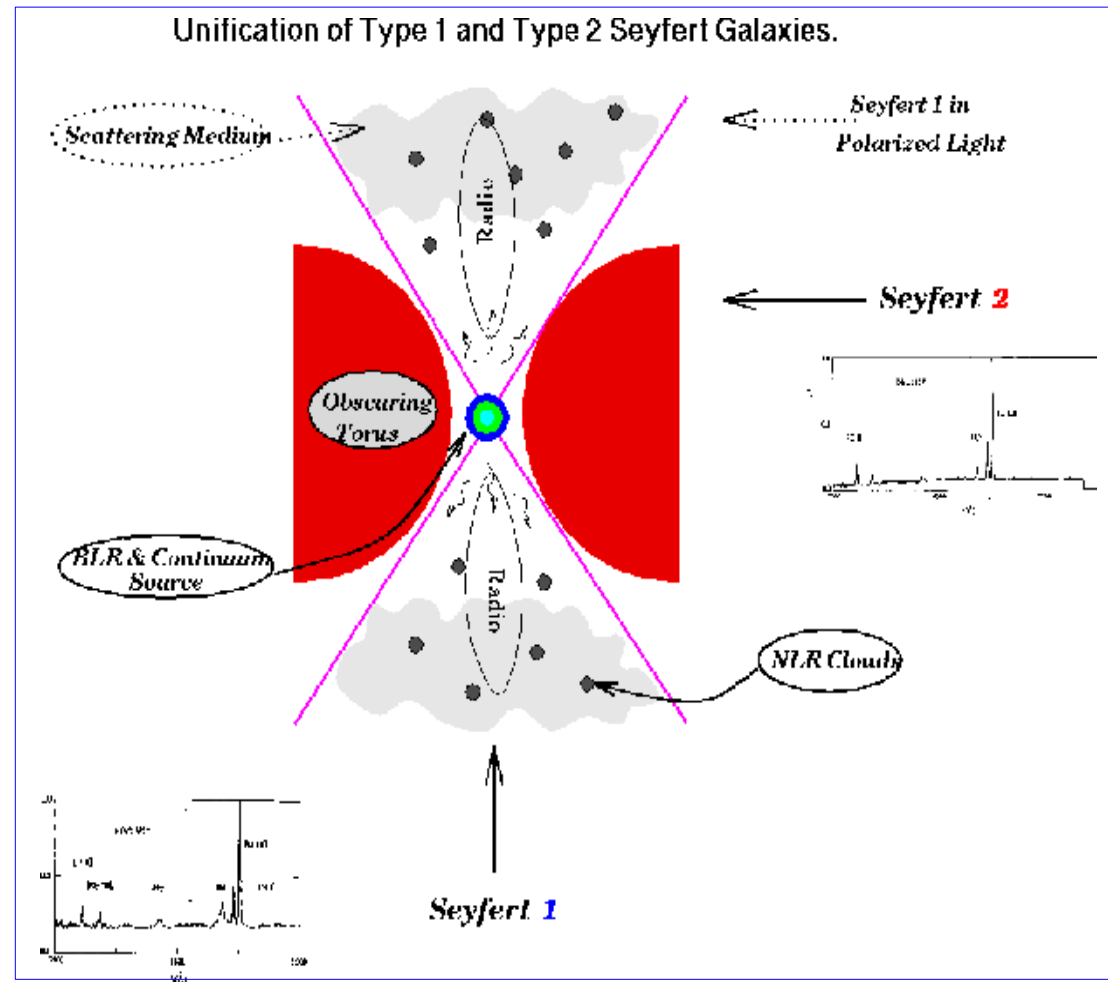 Unification of Type 1 and Type 2 Seyfert Galaxies.
Scattering Medium
Seyfert 1 in
Polarized Light
Radio
Seyfert 2
Obscuring
Torus
BLR & Continuum
Source
Radio
NLR Clouds
Seyfert 1